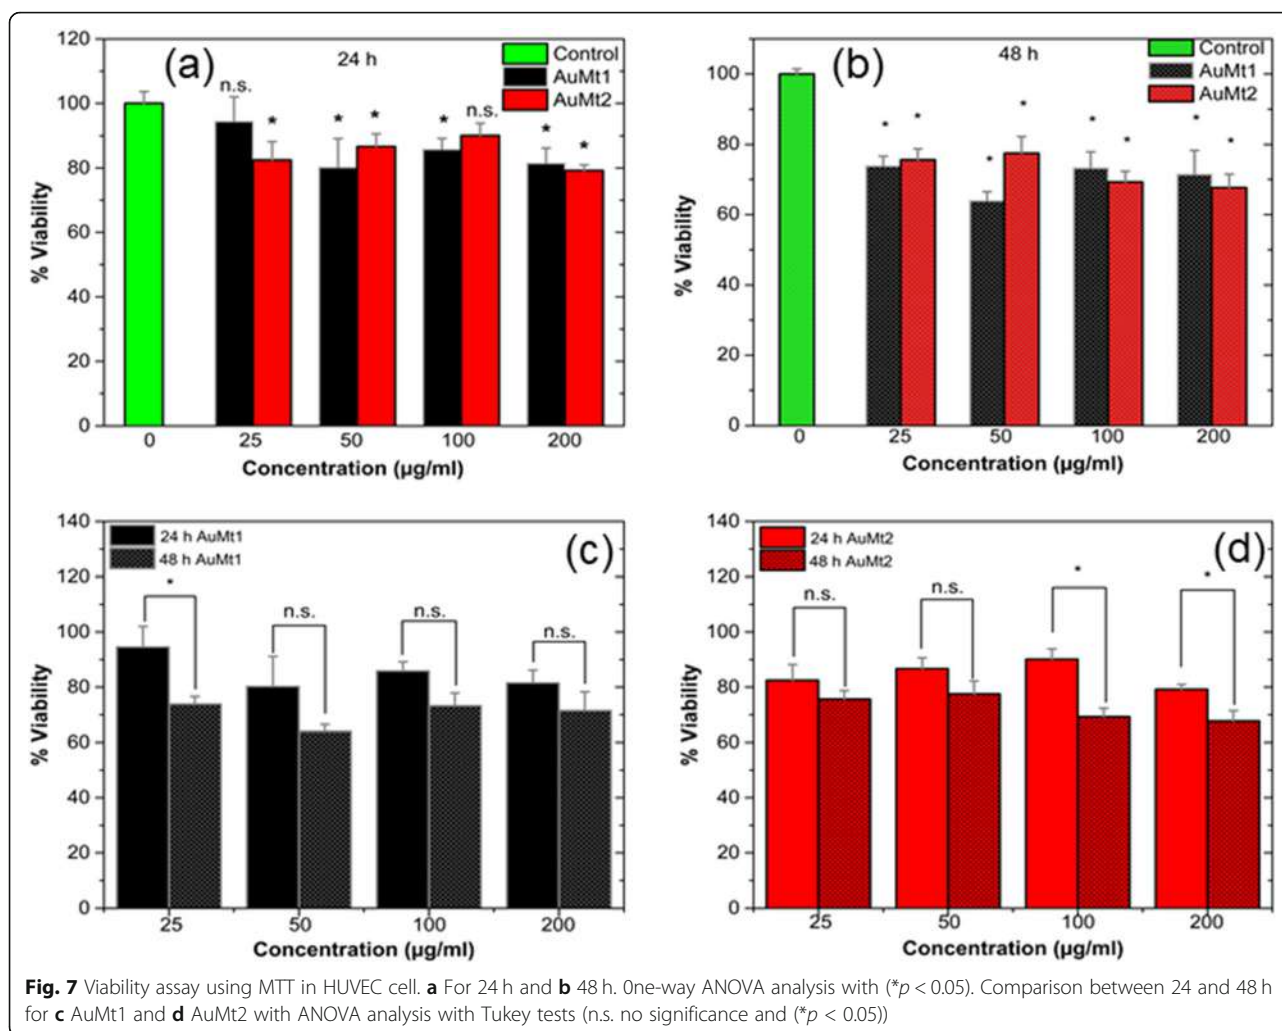 (a)
24 h
Control
AuMt1
AuMt2
120
100
80
60
40
20
0
% Viability
n.s.
*
*
*
*
n.s.
*
*
0
25
50
100
200
Concentration (µg/ml)
(b)
48 h
Control
AuMt1
AuMt2
100
80
60
40
20
0
% Viability
*
*
*
*
*
*
*
*
0
25
50
100
200
Concentration (µg/ml)
24 h AuMt1
48 h AuMt1
(c)
140
120
100
80
60
40
20
0
% Viability
*
n.s.
n.s.
n.s.
25
50
100
200
Concentration (µg/ml)
24 h AuMt2
48 h AuMt2
(d)
140
120
100
80
60
40
20
0
% Viability
n.s.
n.s.
*
*
25
50
100
200
Concentration (µg/ml)
Fig. 7 Viability assay using MTT in HUVEC cell. a For 24 h and b 48 h. 0ne-way ANOVA analysis with (*p < 0.05). Comparison between 24 and 48 h
for c AuMt1 and d AuMt2 with ANOVA analysis with Tukey tests (n.s. no significance and (*p < 0.05))